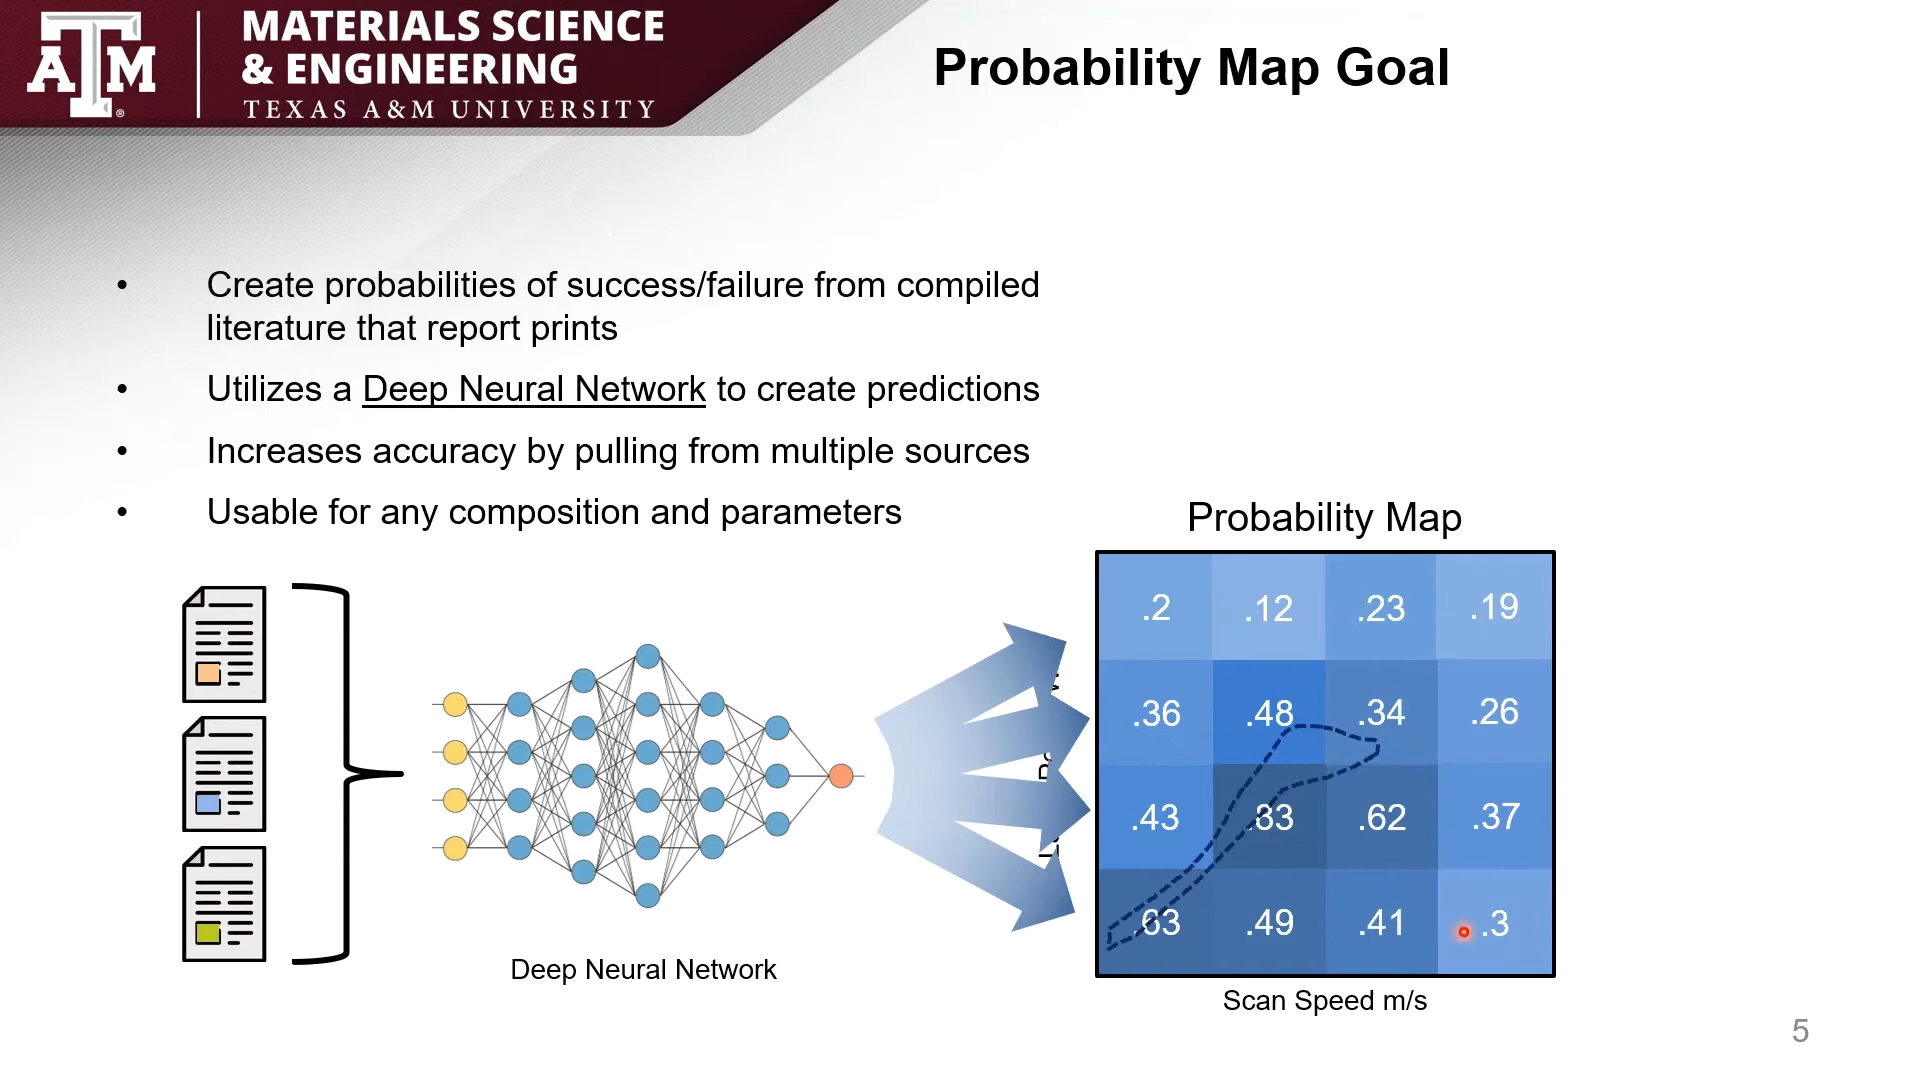 MATERIALS SCIENCE
& ENGINEERING
TEXAS A&M UNIVERSITY
ATM
®
Probability Map Goal
• Create probabilities of success/failure from compiled
literature that report prints
• Utilizes a Deep Neural Network to create predictions
• Increases accuracy by pulling from multiple sources
• Usable for any composition and parameters
Probability Map
.2 .12 .23 .19
.36 .48 .34 .26
.43 .83 .62 .37
.63 .49 .41 .3
Deep Neural Network
Scan Speed m/s
5